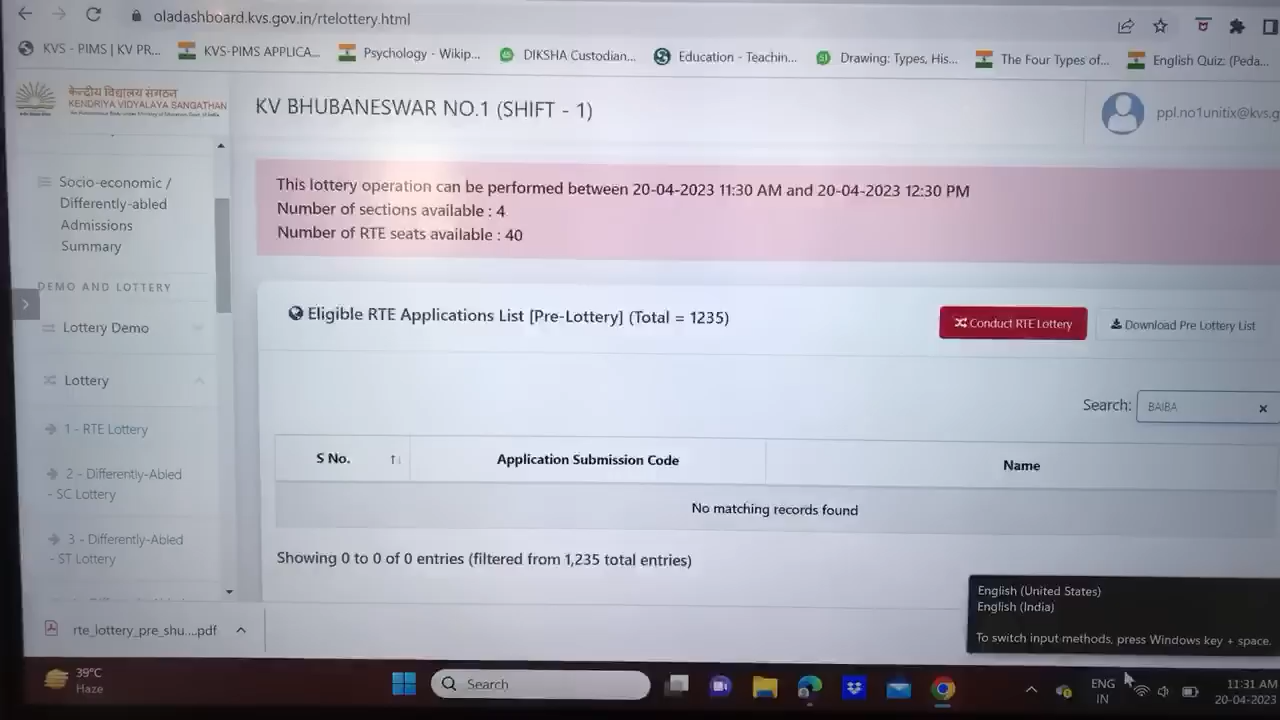 oladashboard.kvs.gov.in/rtelottery.html
KVS - PIMS | KV PR...
KVS-PIMS APPLICA...
Psychology - Wikip...
DIKSHA Custodian...
Education - Teachin...
Drawing: Types, His...
The Four Types of...
English Quiz: (Peda...
केन्द्रीय विद्यालय संगठन
KENDRIYA VIDYALAYA SANGATHAN
KV BHUBANESWAR NO.1 (SHIFT - 1)
ppl.no1unitix@kvs.g
Socio-economic /
Differently-abled
Admissions
Summary
DEMO AND LOTTERY
Lottery Demo
Lottery
1 - RTE Lottery
2 - Differently-Abled
- SC Lottery
3 - Differently-Abled
- ST Lottery
This lottery operation can be performed between 20-04-2023 11:30 AM and 20-04-2023 12:30 PM
Number of sections available : 4
Number of RTE seats available : 40
Eligible RTE Applications List [Pre-Lottery] (Total = 1235)
Conduct RTE Lottery
Download Pre Lottery List
Search: BAIBA
S No.
Application Submission Code
Name
No matching records found
Showing 0 to 0 of 0 entries (filtered from 1,235 total entries)
English (United States)
English (India)
To switch input methods, press Windows key + space.
rte_lottery_pre_shu....pdf
39°C
Haze
Search
ENG
IN
11:31 AM
20-04-2023